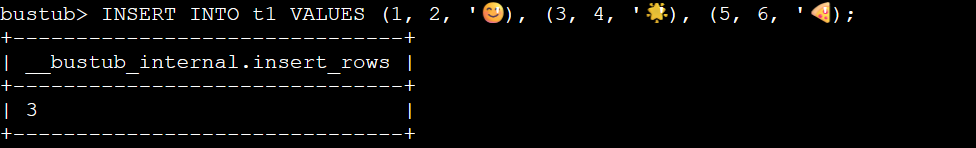 bustub> INSERT INTO t1 VALUES (1, 2, '😊), (3, 4, '🌟), (5, 6, '🍕);
+-------------------------------+
| __bustub_internal.insert_rows |
+-------------------------------+
| 3                             |
+-------------------------------+